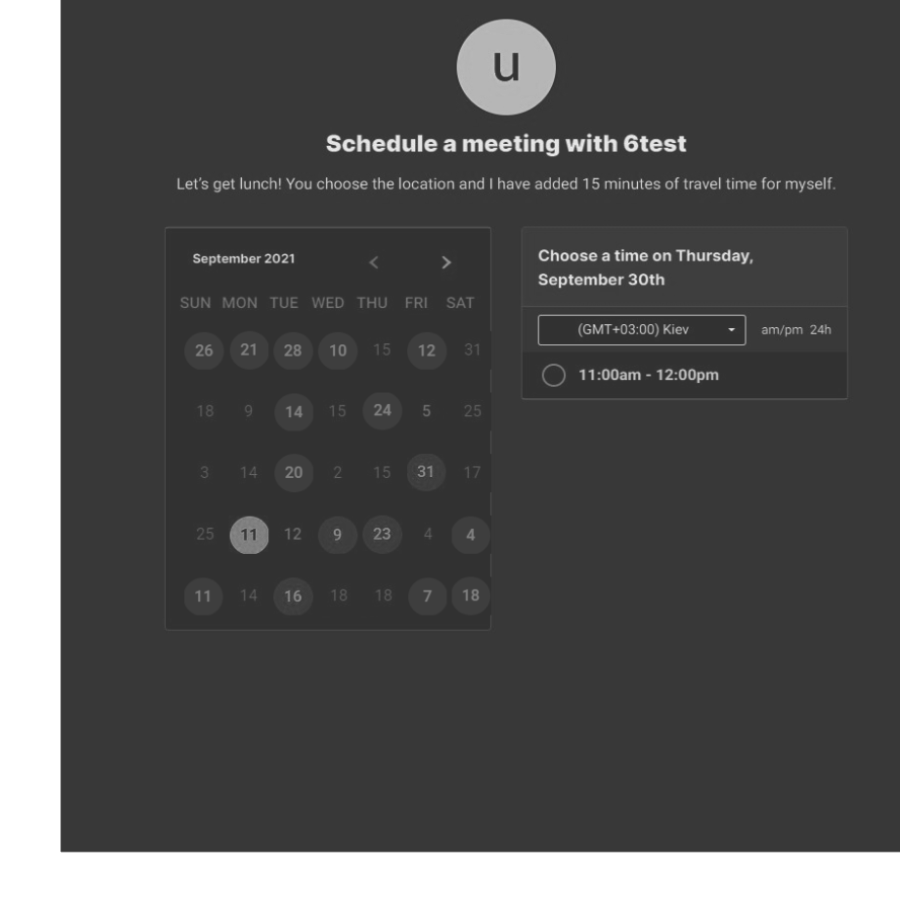 u
Schedule a meeting with 6test
Let's get lunch! You choose the location and I have added 15 minutes of travel time for myself.
September 2021
SUN MON TUE WED THU FRI SAT
26 21 28 10 15 12 31
18 9 14 15 24 5 25
3 14 20 2 15 31 17
25 11 12 9 23 4 4
11 14 16 18 18 7 18
Choose a time on Thursday,
September 30th
(GMT+03:00) Kiev am/pm 24h
11:00am - 12:00pm